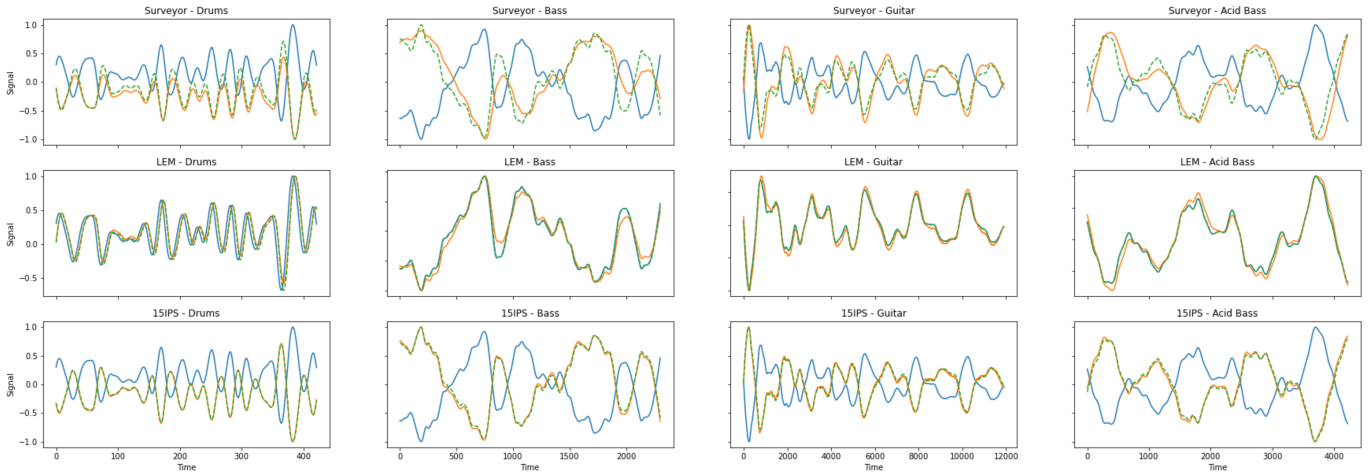 Surveyor - Drums
Surveyor - Bass
Surveyor - Guitar
Surveyor - Acid Bass
Signal
1.0
0.5
0.0
−0.5
−1.0
LEM - Drums
LEM - Bass
LEM - Guitar
LEM - Acid Bass
Signal
1.0
0.5
0.0
−0.5
15IPS - Drums
15IPS - Bass
15IPS - Guitar
15IPS - Acid Bass
Signal
1.0
0.5
0.0
−0.5
−1.0
0 100 200 300 400
0 500 1000 1500 2000
0 2000 4000 6000 8000 10000 12000
0 1000 2000 3000 4000
Time
Time
Time
Time